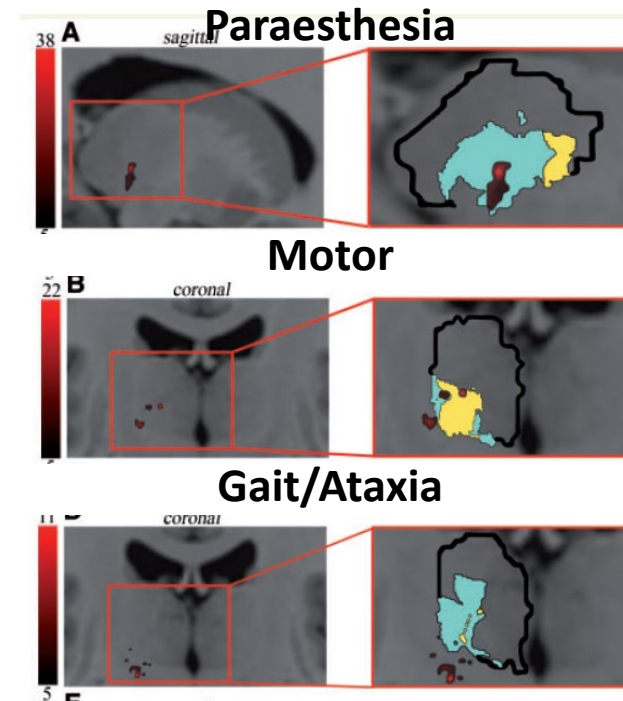 Paraesthesia
38 A sagittal
Motor
22 B coronal
Gait/Ataxia
11 coronal
5